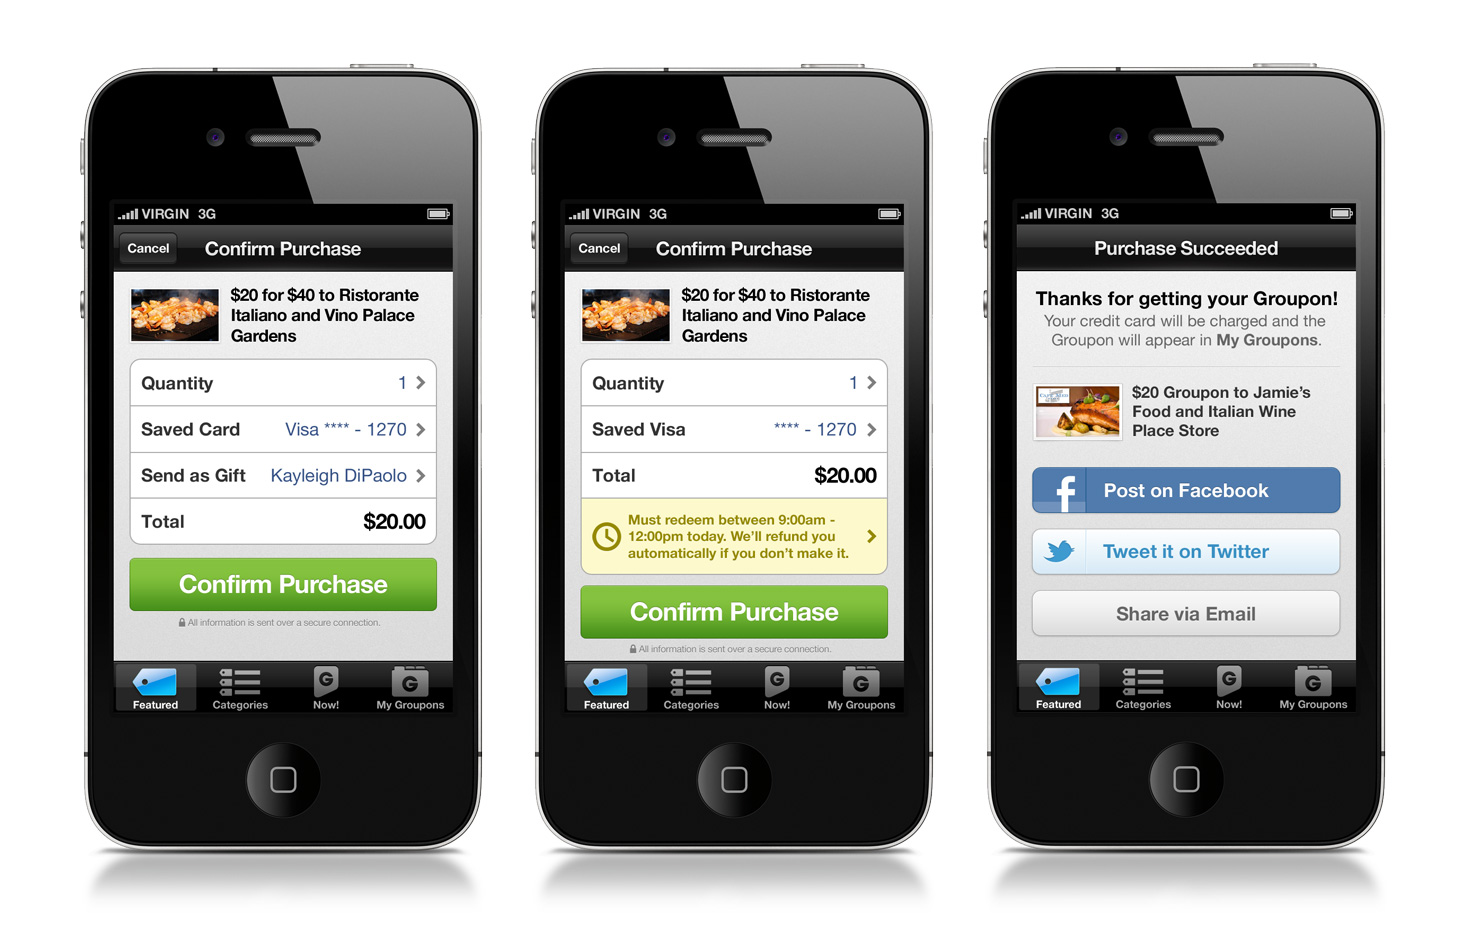 VIRGIN 3G
Cancel
Confirm Purchase
$20 for $40 to Ristorante
Italiano and Vino Palace
Gardens
Quantity 1
Saved Card Visa **** - 1270
Send as Gift Kayleigh DiPaolo
Total $20.00
Confirm Purchase
All information is sent over a secure connection.
Featured
Categories
G
Now!
G
My Groupons
VIRGIN 3G
Cancel
Confirm Purchase
$20 for $40 to Ristorante
Italiano and Vino Palace
Gardens
Quantity 1
Saved Visa **** - 1270
Total $20.00
Must redeem between 9:00am -
12:00pm today. We'll refund you
automatically if you don't make it.
Confirm Purchase
All information is sent over a secure connection.
Featured
Categories
G
Now!
G
My Groupons
VIRGIN 3G
Purchase Succeeded
Thanks for getting your Groupon!
Your credit card will be charged and the
Groupon will appear in My Groupons.
$20 Groupon to Jamie's
Food and Italian Wine
Place Store
f
Post on Facebook
Tweet it on Twitter
Share via Email
Featured
Categories
G
Now!
G
My Groupons